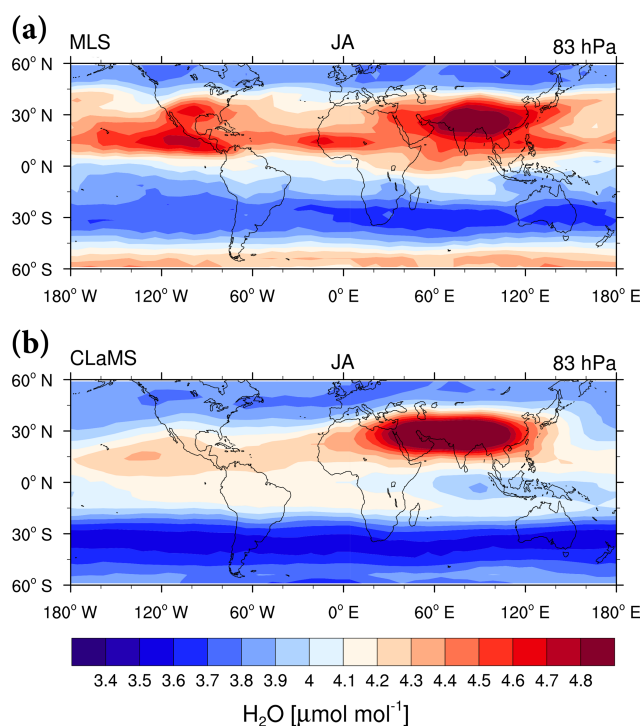 (a)
MLS JA 83 hPa
60° N
30° N
0° N
30° S
60° S
180° W 120° W 60° W 0° E 60° E 120° E 180° E
(b)
CLaMS JA 83 hPa
60° N
30° N
0° N
30° S
60° S
180° W 120° W 60° W 0° E 60° E 120° E 180° E
3.4 3.5 3.6 3.7 3.8 3.9 4 4.1 4.2 4.3 4.4 4.5 4.6 4.7 4.8
H₂O [μmol mol⁻¹]